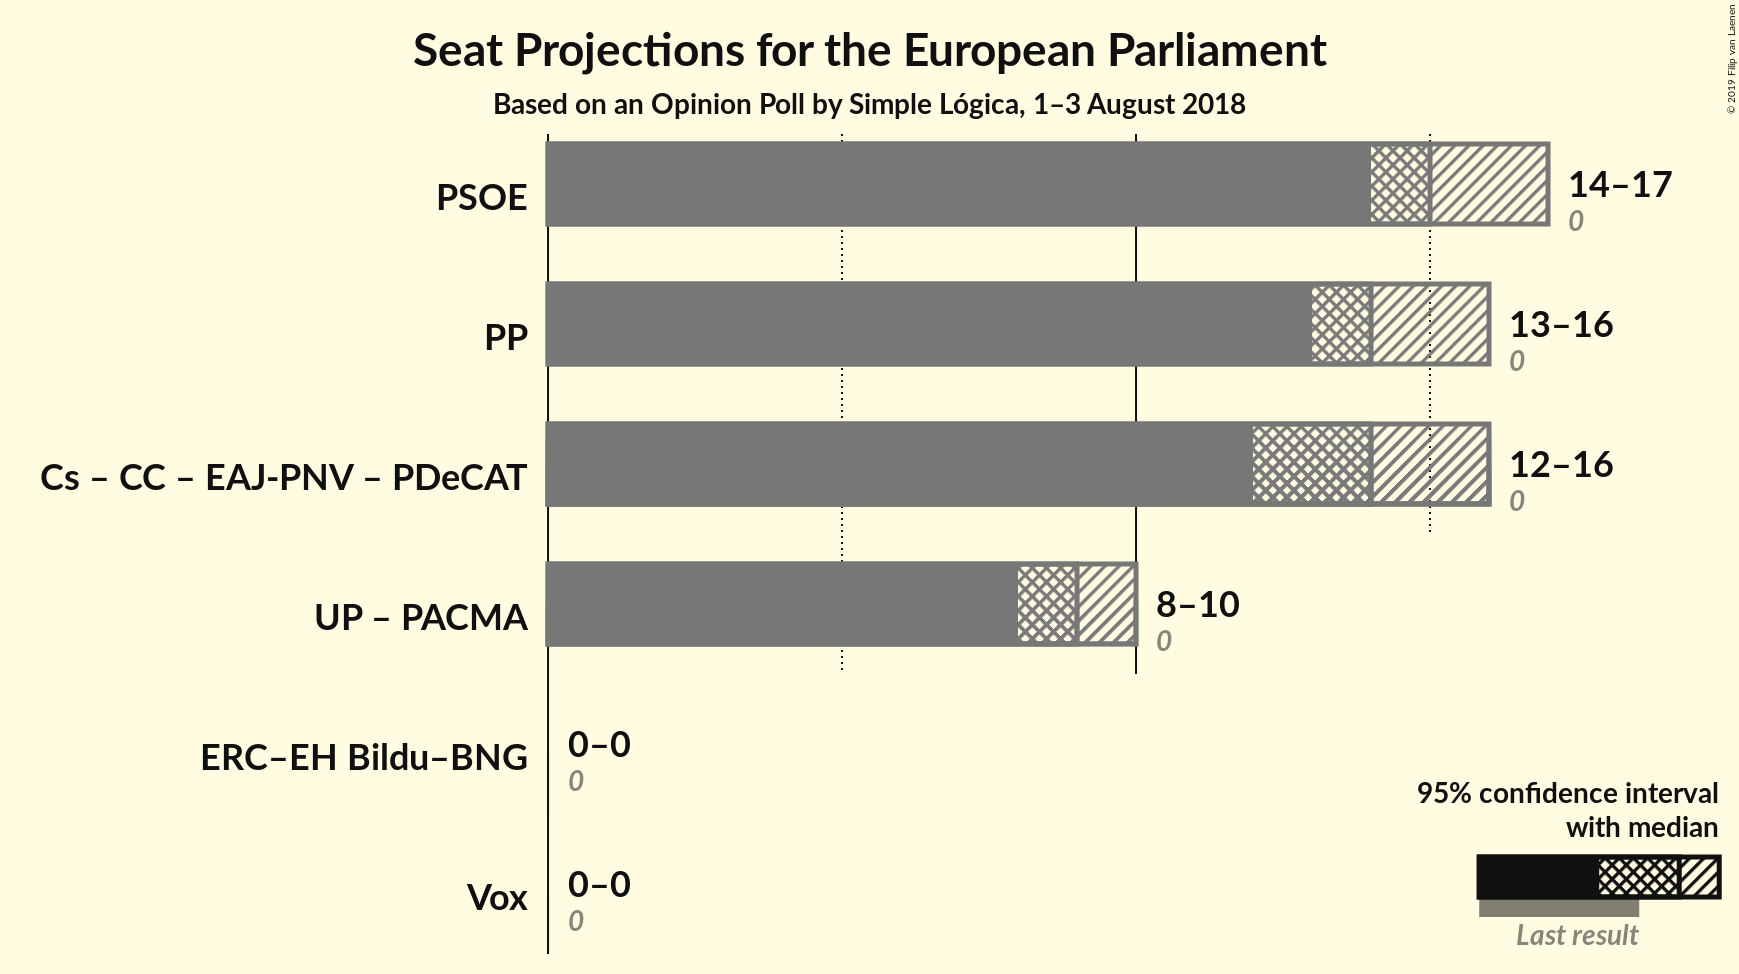 Seat Projections for the European Parliament
Based on an Opinion Poll by Simple Lógica, 1–3 August 2018
© 2019 Filip van Laenen
PSOE
14–17
0
PP
13–16
0
Cs – CC – EAJ-PNV – PDeCAT
12–16
0
UP – PACMA
8–10
0
ERC–EH Bildu–BNG
0–0
0
Vox
0–0
0
95% confidence interval
with median
Last result